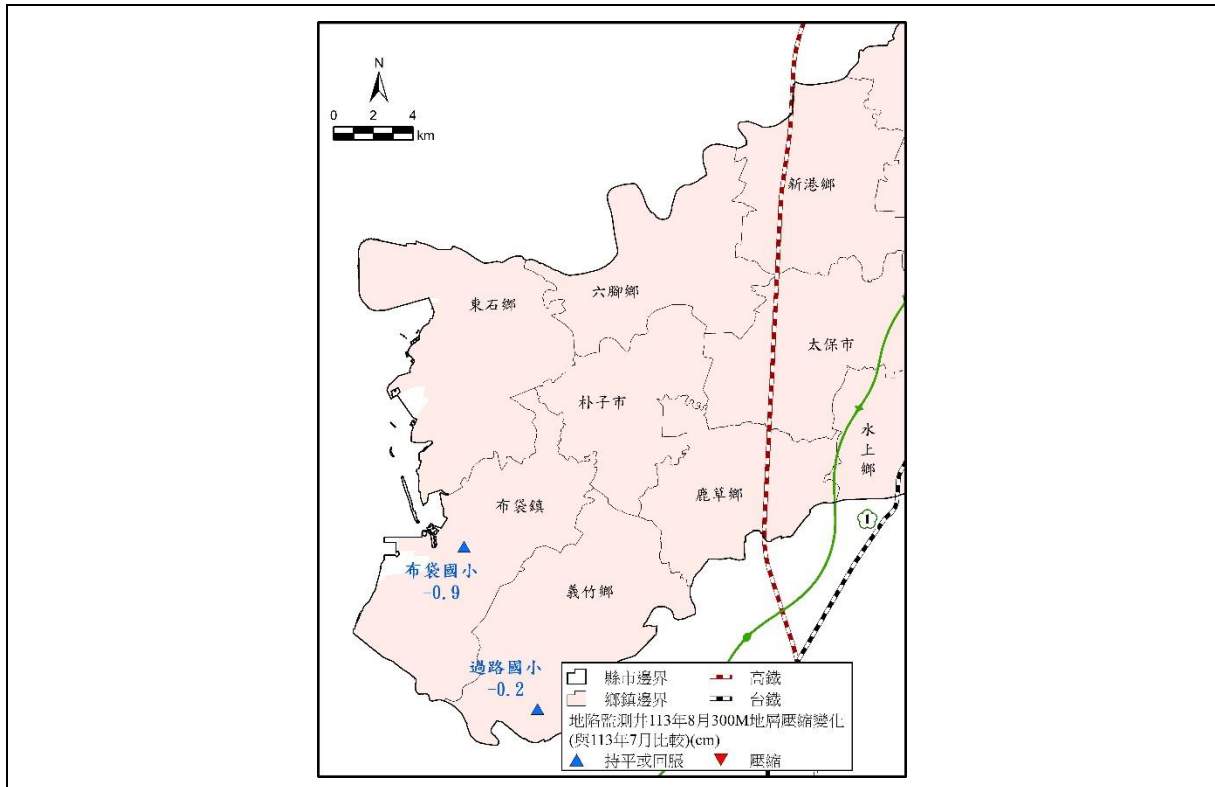 N
0 2 4
km
新港鄉
東石鄉
六腳鄉
太保市
朴子市
水上鄉
布袋鎮
鹿草鄉
1
布袋國小
-0.9
義竹鄉
過路國小
-0.2
縣市邊界 高鐵
鄉鎮邊界 台鐵
地陷監測井113年8月300M地層壓縮變化
(與113年7月比較)(cm)
持平或回脹 壓縮